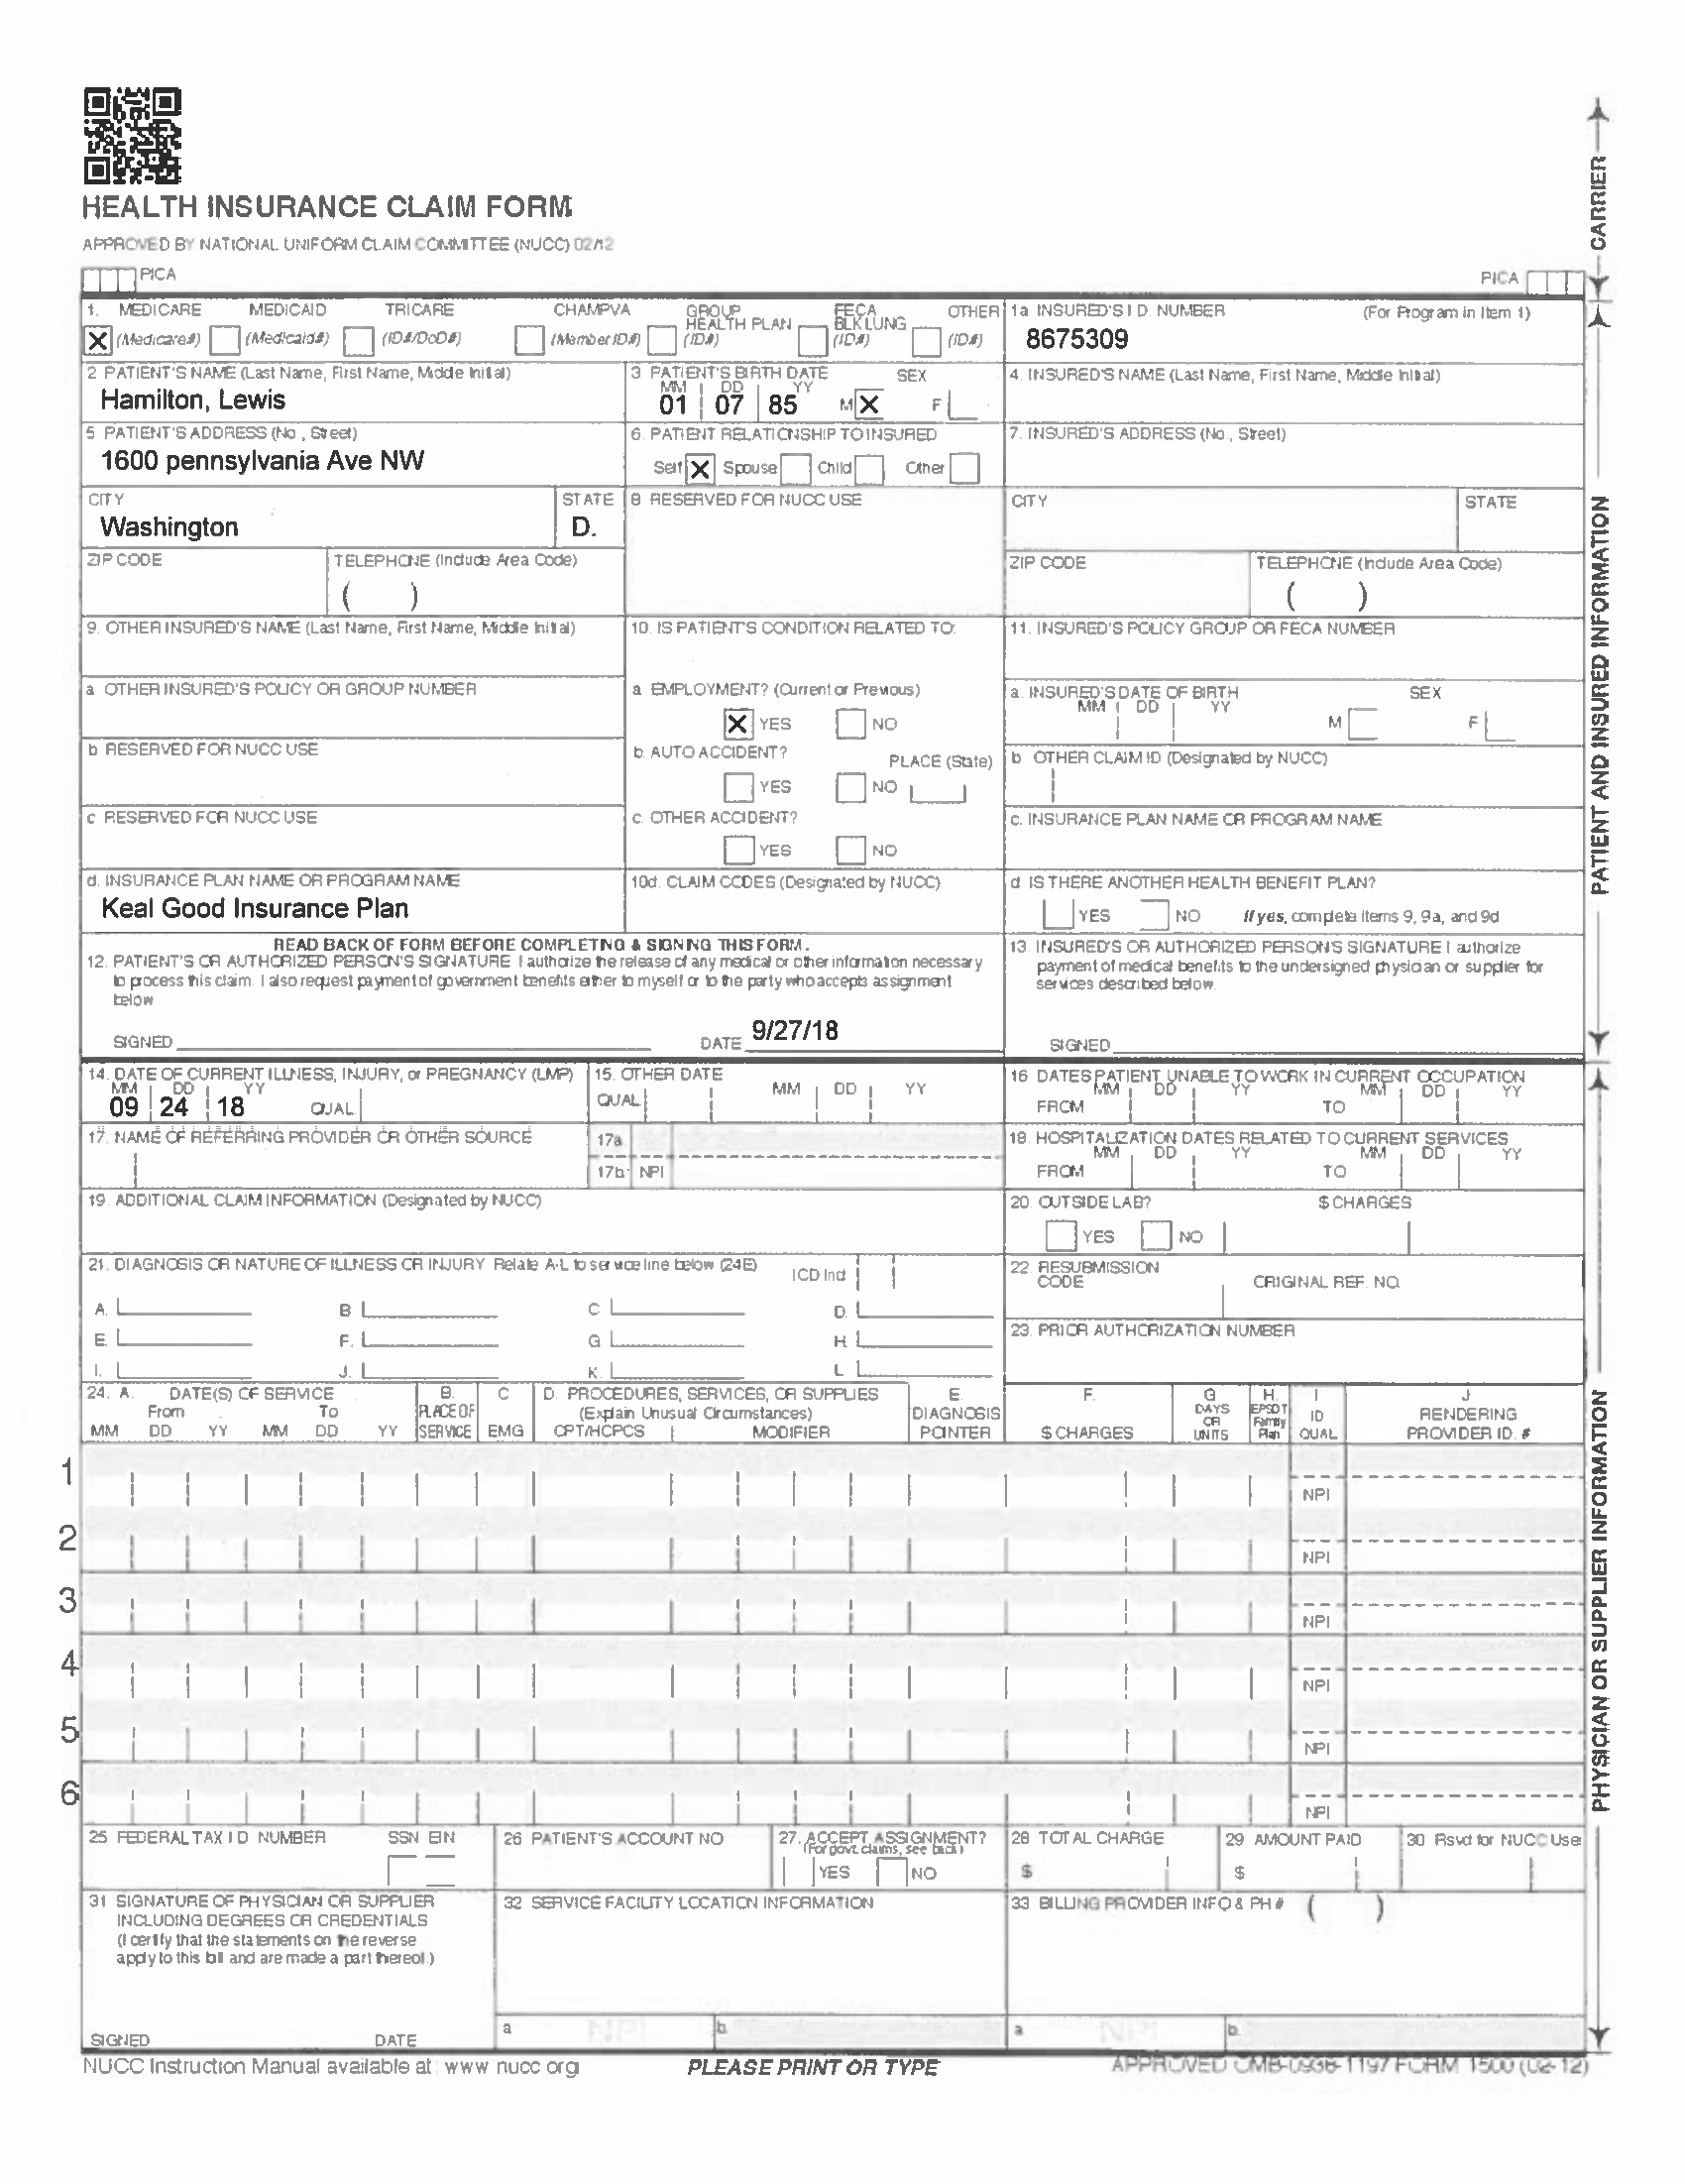 HEALTH INSURANCE CLAIM FORM
APPROVED BY NATIONAL UNIFORM CLAIM COMMITTEE (NUCC) 02/12
PICA
PICA
CARRIER
1. MEDICARE MEDICAID TRICARE CHAMPVA GROUP HEALTH PLAN FECA BLK LUNG OTHER
X (Medicare#) (Medicaid#) (ID#/DoD#) (Member ID#) (ID#) (ID#) (ID#)
1a INSURED'S I D NUMBER (For Program in Item 1)
8675309
2 PATIENT'S NAME (Last Name, First Name, Middle Initial)
Hamilton, Lewis
3 PATIENT'S BIRTH DATE SEX
MM DD YY
01 07 85 M X F
4. INSURED'S NAME (Last Name, First Name, Middle Initial)
5 PATIENT'S ADDRESS (No , Street)
1600 pennsylvania Ave NW
6. PATIENT RELATIONSHIP TO INSURED
Self X Spouse Child Other
7. INSURED'S ADDRESS (No., Street)
CITY STATE
Washington D.
8 RESERVED FOR NUCC USE
CITY STATE
ZIP CODE TELEPHONE (Include Area Code)
( )
ZIP CODE TELEPHONE (Include Area Code)
( )
9. OTHER INSURED'S NAME (Last Name, First Name, Middle Initial)
10. IS PATIENT'S CONDITION RELATED TO:
11. INSURED'S POLICY GROUP OR FECA NUMBER
a OTHER INSURED'S POLICY OR GROUP NUMBER
a EMPLOYMENT? (Current or Previous)
X YES NO
a. INSURED'S DATE OF BIRTH SEX
MM DD YY
M F
b RESERVED FOR NUCC USE
b. AUTO ACCIDENT? PLACE (State)
YES NO
b OTHER CLAIM ID (Designated by NUCC)
c RESERVED FOR NUCC USE
c. OTHER ACCIDENT?
YES NO
c. INSURANCE PLAN NAME OR PROGRAM NAME
d. INSURANCE PLAN NAME OR PROGRAM NAME
Keal Good Insurance Plan
10d. CLAIM CODES (Designated by NUCC)
d IS THERE ANOTHER HEALTH BENEFIT PLAN?
YES NO If yes, complete items 9, 9a, and 9d
PATIENT AND INSURED INFORMATION
READ BACK OF FORM BEFORE COMPLETING & SIGNING THIS FORM.
12. PATIENT'S OR AUTHORIZED PERSON'S SIGNATURE I authorize the release of any medical or other information necessary
to process this claim. I also request payment of government benefits either to myself or to the party who accepts assignment
below
SIGNED DATE 9/27/18
13. INSURED'S OR AUTHORIZED PERSON'S SIGNATURE I authorize
payment of medical benefits to the undersigned physician or supplier for
services described below
SIGNED
14. DATE OF CURRENT ILLNESS, INJURY, or PREGNANCY (LMP)
MM DD YY
09 24 18 QUAL
15. OTHER DATE
QUAL MM DD YY
16 DATES PATIENT UNABLE TO WORK IN CURRENT OCCUPATION
MM DD YY MM DD YY
FROM TO
17. NAME OF REFERRING PROVIDER OR OTHER SOURCE
17a
17b NPI
18. HOSPITALIZATION DATES RELATED TO CURRENT SERVICES
MM DD YY MM DD YY
FROM TO
19. ADDITIONAL CLAIM INFORMATION (Designated by NUCC)
20. OUTSIDE LAB? $ CHARGES
YES NO
21. DIAGNOSIS OR NATURE OF ILLNESS OR INJURY Relate A-L to service line below (24E) ICD Ind
A. B C D.
E. F. G H.
I. J. K. L
22. RESUBMISSION
CODE ORIGINAL REF. NO.
23. PRIOR AUTHORIZATION NUMBER
24. A. DATE(S) OF SERVICE
From To
MM DD YY MM DD YY
B. PLACE OF SERVICE
C EMG
D. PROCEDURES, SERVICES, OR SUPPLIES
(Explain Unusual Circumstances)
CPT/HCPCS MODIFIER
E. DIAGNOSIS POINTER
F. $ CHARGES
G DAYS OR UNITS
H. EPSDT Family Plan
I ID QUAL
J RENDERING PROVIDER ID. #
1 NPI
2 NPI
3 NPI
4 NPI
5 NPI
6 NPI
PHYSICIAN OR SUPPLIER INFORMATION
25 FEDERAL TAX I D NUMBER SSN EIN
26 PATIENT'S ACCOUNT NO
27. ACCEPT ASSIGNMENT?
(For govt. claims, see back)
YES NO
28 TOTAL CHARGE
$
29 AMOUNT PAID
$
30 Rsvd for NUCC Use
31 SIGNATURE OF PHYSICIAN OR SUPPLIER
INCLUDING DEGREES OR CREDENTIALS
(I certify that the statements on the reverse
apply to this bill and are made a part thereof.)
SIGNED DATE
32 SERVICE FACILITY LOCATION INFORMATION
a NPI b.
33 BILLING PROVIDER INFO & PH # ( )
a NPI b.
NUCC Instruction Manual available at: www nucc org
PLEASE PRINT OR TYPE
APPROVED OMB-0938-1197 FORM 1500 (02-12)